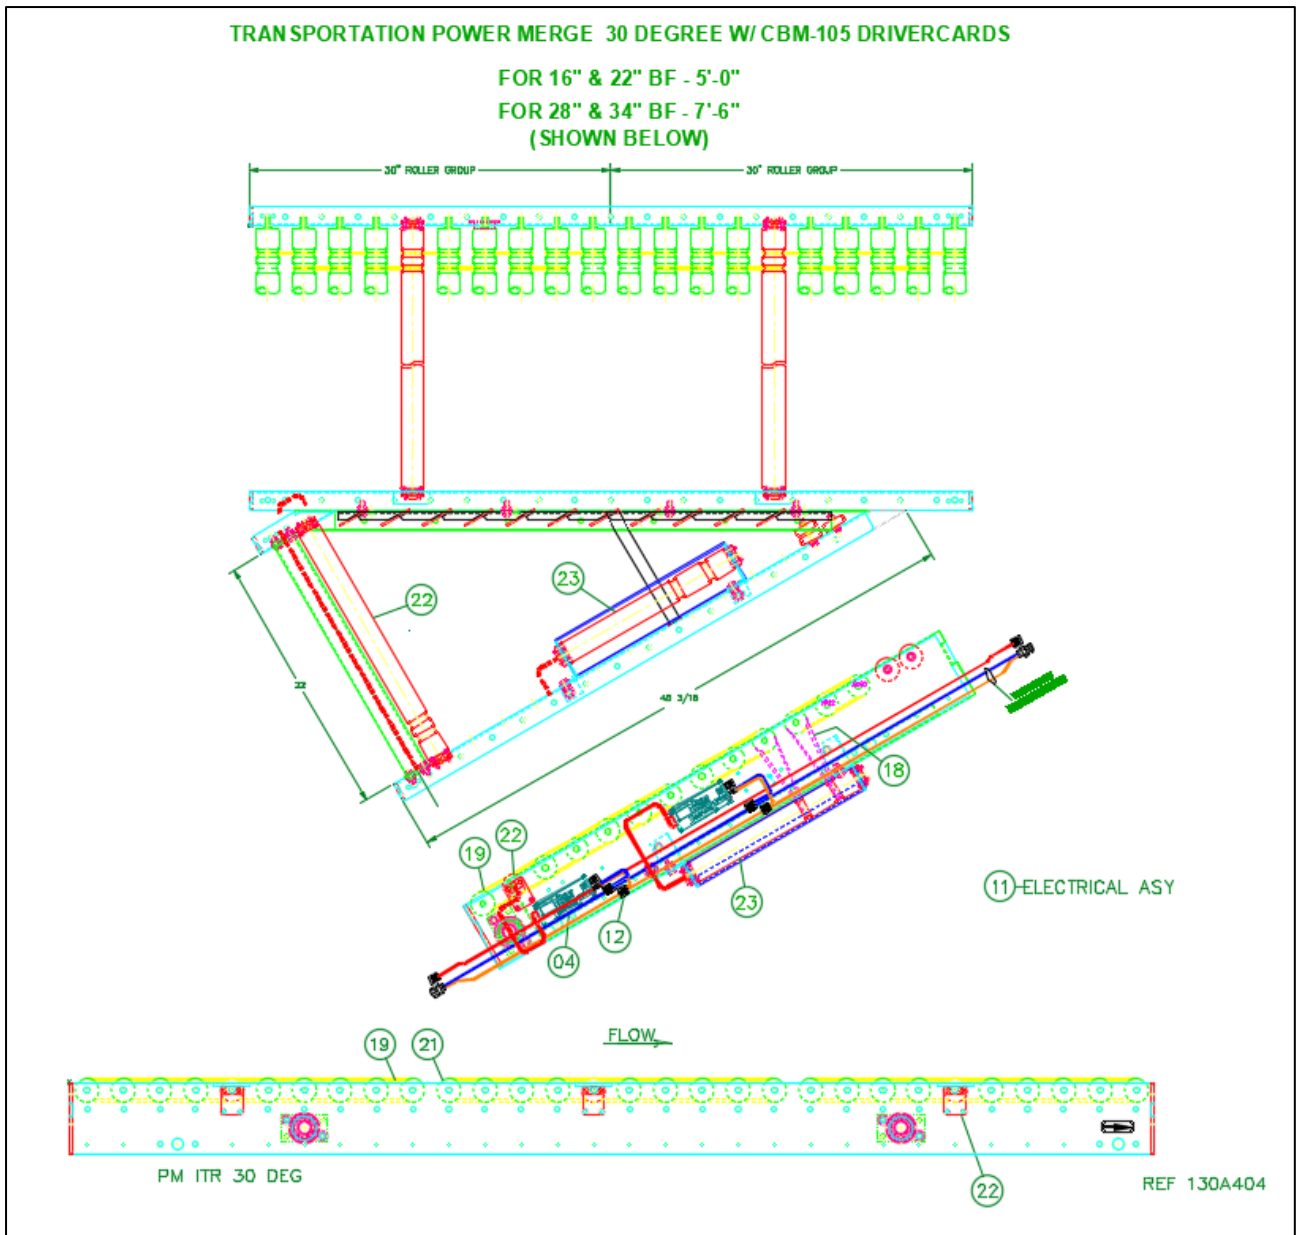 TRANSPORTATION POWER MERGE 30 DEGREE W/ CBM-105 DRIVERCARDS
FOR 16" & 22" BF - 5'-0"
FOR 28" & 34" BF - 7'-6"
(SHOWN BELOW)
30" ROLLER GROUP
30" ROLLER GROUP
23
22
22
48 3/16
18
22
19
23
11 ELECTRICAL ASY
12
04
FLOW
19
21
PM ITR 30 DEG
22
REF 130A404